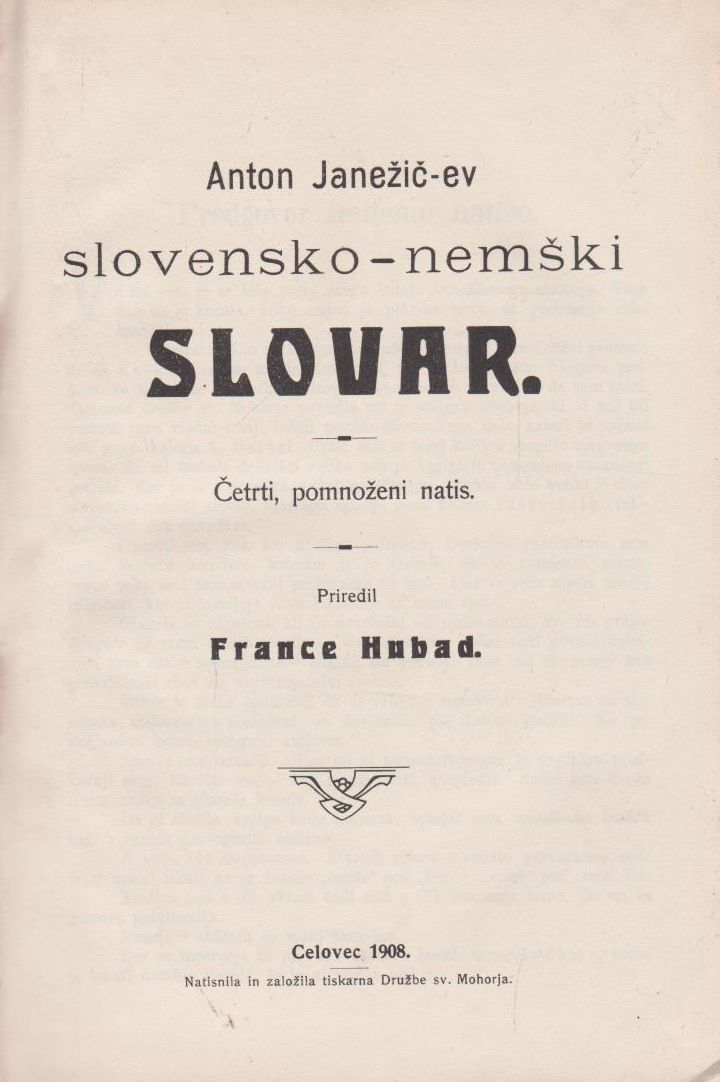 Anton Janežič-ev
slovensko-nemški
SLOVAR.
Četrti, pomnoženi natis.
Priredil
France Hubad.
Celovec 1908.
Natisnila in založila tiskarna Družbe sv. Mohorja.